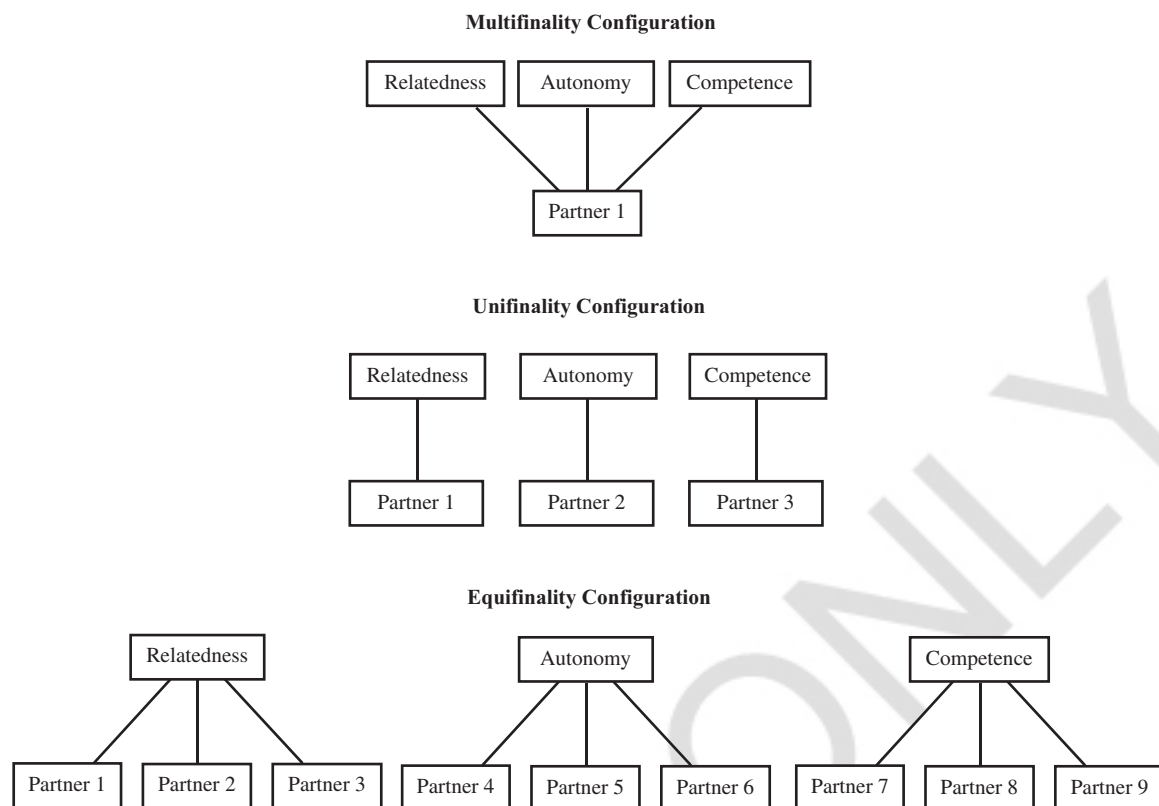 Multifinality Configuration
Relatedness Autonomy Competence
Partner 1
Unifinality Configuration
Relatedness Autonomy Competence
Partner 1 Partner 2 Partner 3
Equifinality Configuration
Relatedness Autonomy Competence
Partner 1 Partner 2 Partner 3 Partner 4 Partner 5 Partner 6 Partner 7 Partner 8 Partner 9
ONLY